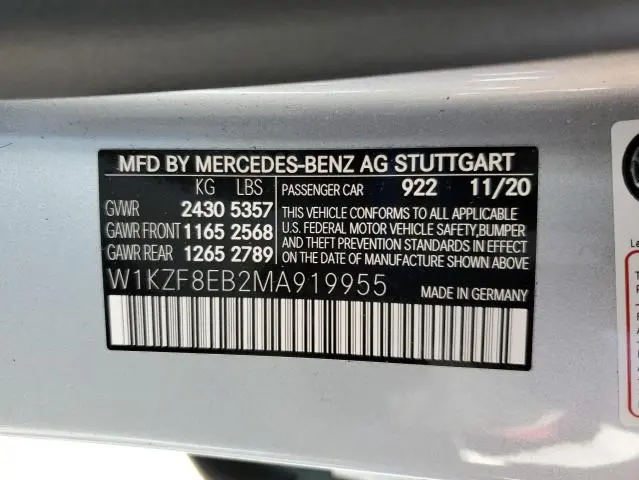 MFD BY MERCEDES-BENZ AG STUTTGART
KG LBS
GVWR 2430 5357
GAWR FRONT 1165 2568
GAWR REAR 1265 2789
PASSENGER CAR 922 11/20
THIS VEHICLE CONFORMS TO ALL APPLICABLE
U.S. FEDERAL MOTOR VEHICLE SAFETY,BUMPER
AND THEFT PREVENTION STANDARDS IN EFFECT
ON THE DATE OF MANUFACTURE SHOWN ABOVE.
W1KZF8EB2MA919955 MADE IN GERMANY